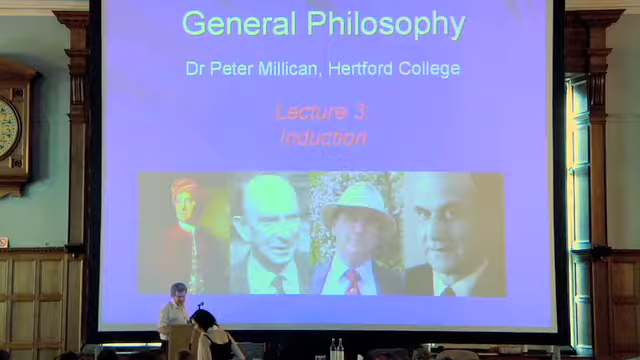 General Philosophy
Dr Peter Millican, Hertford College
Lecture 3
Induction